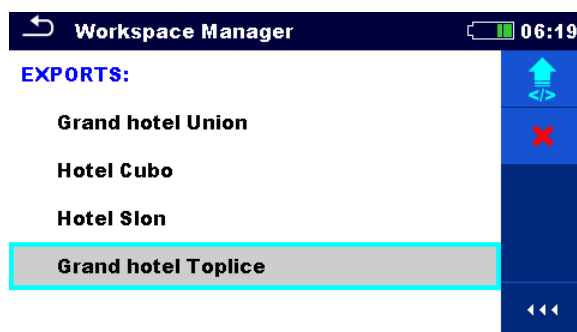 Workspace Manager
06:19
EXPORTS:
</>
Grand hotel Union
Hotel Cubo
Hotel Slon
Grand hotel Toplice